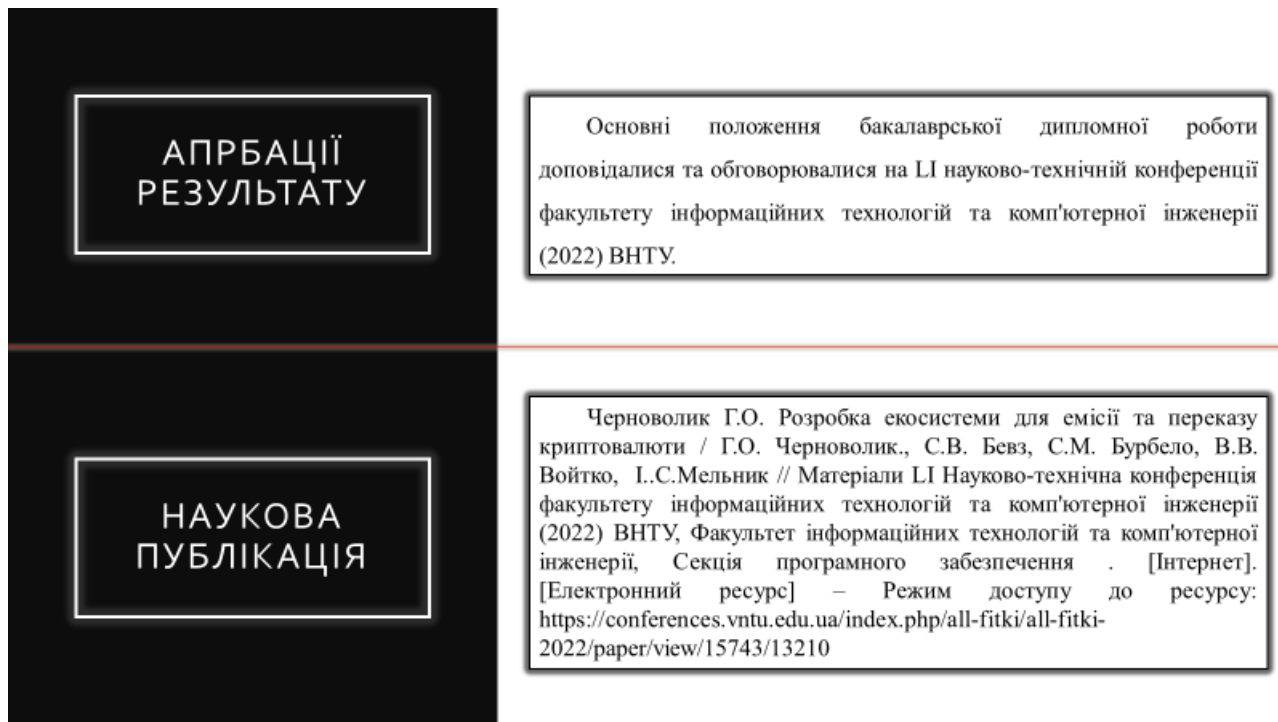 АПРБАЦІЇ
РЕЗУЛЬТАТУ
Основні положення бакалаврської дипломної роботи
доповідалися та обговорювалися на LI науково-технічній конференції
факультету інформаційних технологій та комп'ютерної інженерії
(2022) ВНТУ.
НАУКОВА
ПУБЛІКАЦІЯ
Черноволик Г.О. Розробка екосистеми для емісії та переказу
криптовалюти / Г.О. Черноволик., С.В. Бевз, С.М. Бурбело, В.В.
Войтко, І..С.Мельник // Матеріали LI Науково-технічна конференція
факультету інформаційних технологій та комп'ютерної інженерії
(2022) ВНТУ, Факультет інформаційних технологій та комп'ютерної
інженерії, Секція програмного забезпечення . [Інтернет].
[Електронний ресурс] – Режим доступу до ресурсу:
https://conferences.vntu.edu.ua/index.php/all-fitki/all-fitki-
2022/paper/view/15743/13210